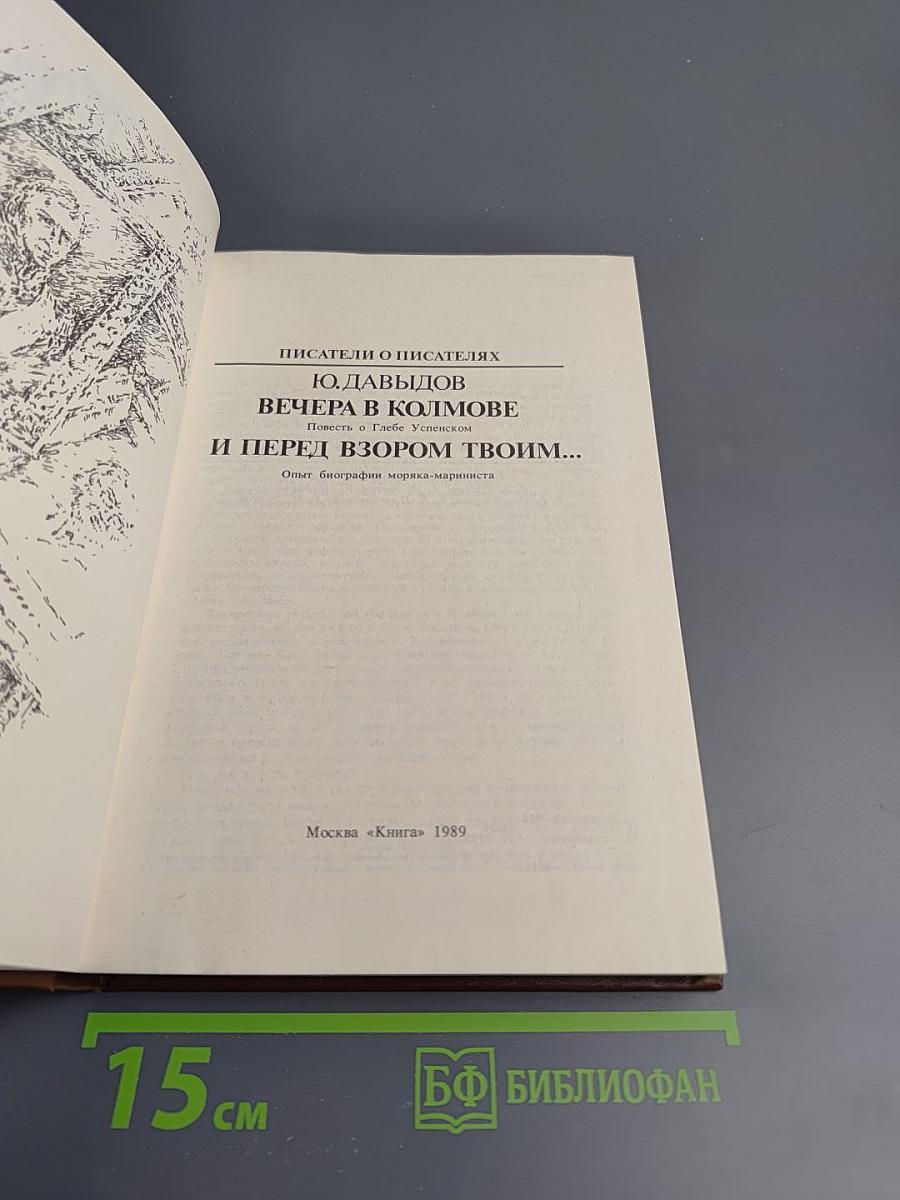 ПИСАТЕЛИ О ПИСАТЕЛЯХ
Ю. ДАВЫДОВ
ВЕЧЕРА В КОЛМОВЕ
Повесть о Глебе Успенском
И ПЕРЕД ВЗОРОМ ТВОИМ...
Опыт биографии моряка-мариниста
Москва «Книга» 1989
15 см
БФ БИБЛИОФАН